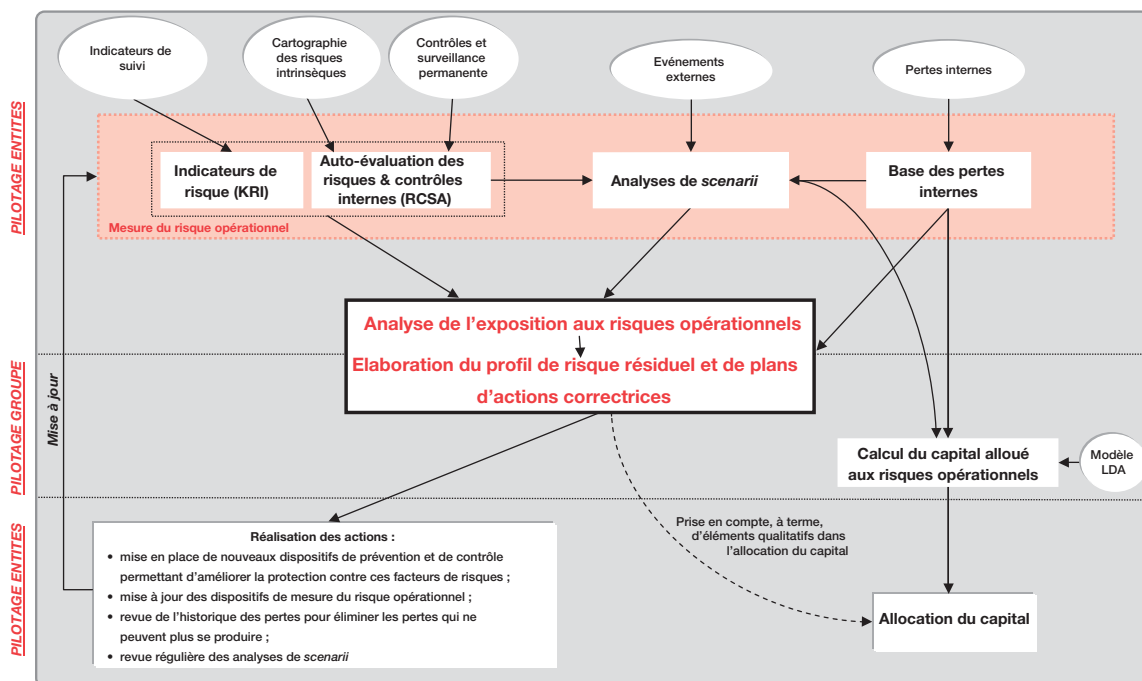 Indicateurs de
suivi
Cartographie
des risques
intrinsèques
Contrôles et
surveillance
permanente
Evénements
externes
Pertes internes
PILOTAGE ENTITES
Indicateurs de
risque (KRI)
Auto-évaluation des
risques & contrôles
internes (RCSA)
Analyses de scenarii
Base des pertes
internes
Mesure du risque opérationnel
Analyse de l'exposition aux risques opérationnels
Elaboration du profil de risque résiduel et de plans
d'actions correctrices
PILOTAGE GROUPE
Mise à jour
Calcul du capital alloué
aux risques opérationnels
Modèle
LDA
PILOTAGE ENTITES
Réalisation des actions :
• mise en place de nouveaux dispositifs de prévention et de contrôle
permettant d'améliorer la protection contre ces facteurs de risques ;
• mise à jour des dispositifs de mesure du risque opérationnel ;
• revue de l'historique des pertes pour éliminer les pertes qui ne
peuvent plus se produire ;
• revue régulière des analyses de scenarii
Prise en compte, à terme,
d'éléments qualitatifs dans
l'allocation du capital
Allocation du capital